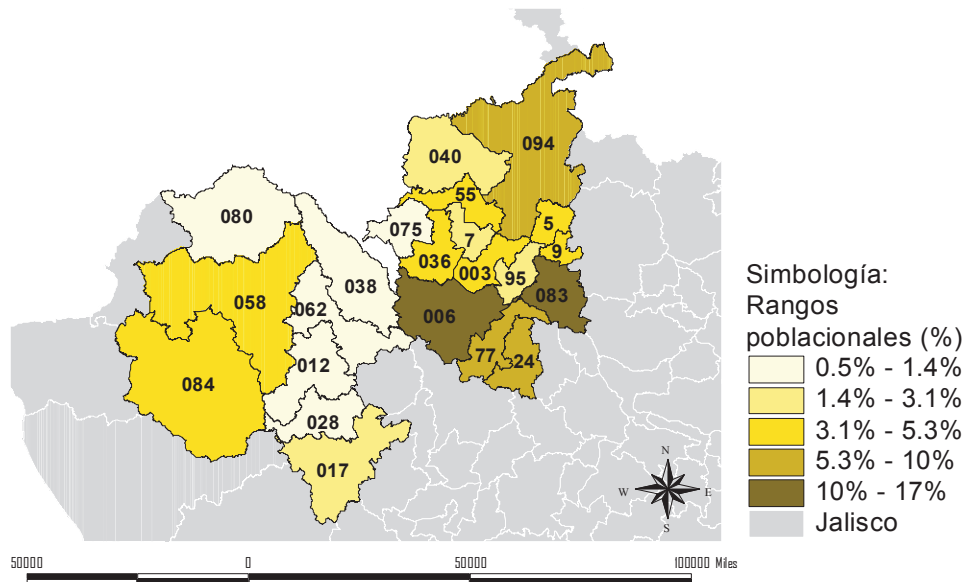 094
040
55
080
5
075
7
9
036
003
95
083
058
038
062
006
77
24
012
084
028
017
Simbología:
Rangos
poblacionales (%)
0.5% - 1.4%
1.4% - 3.1%
3.1% - 5.3%
5.3% - 10%
10% - 17%
Jalisco
N
W E
S
50000 0 50000 100000 Miles